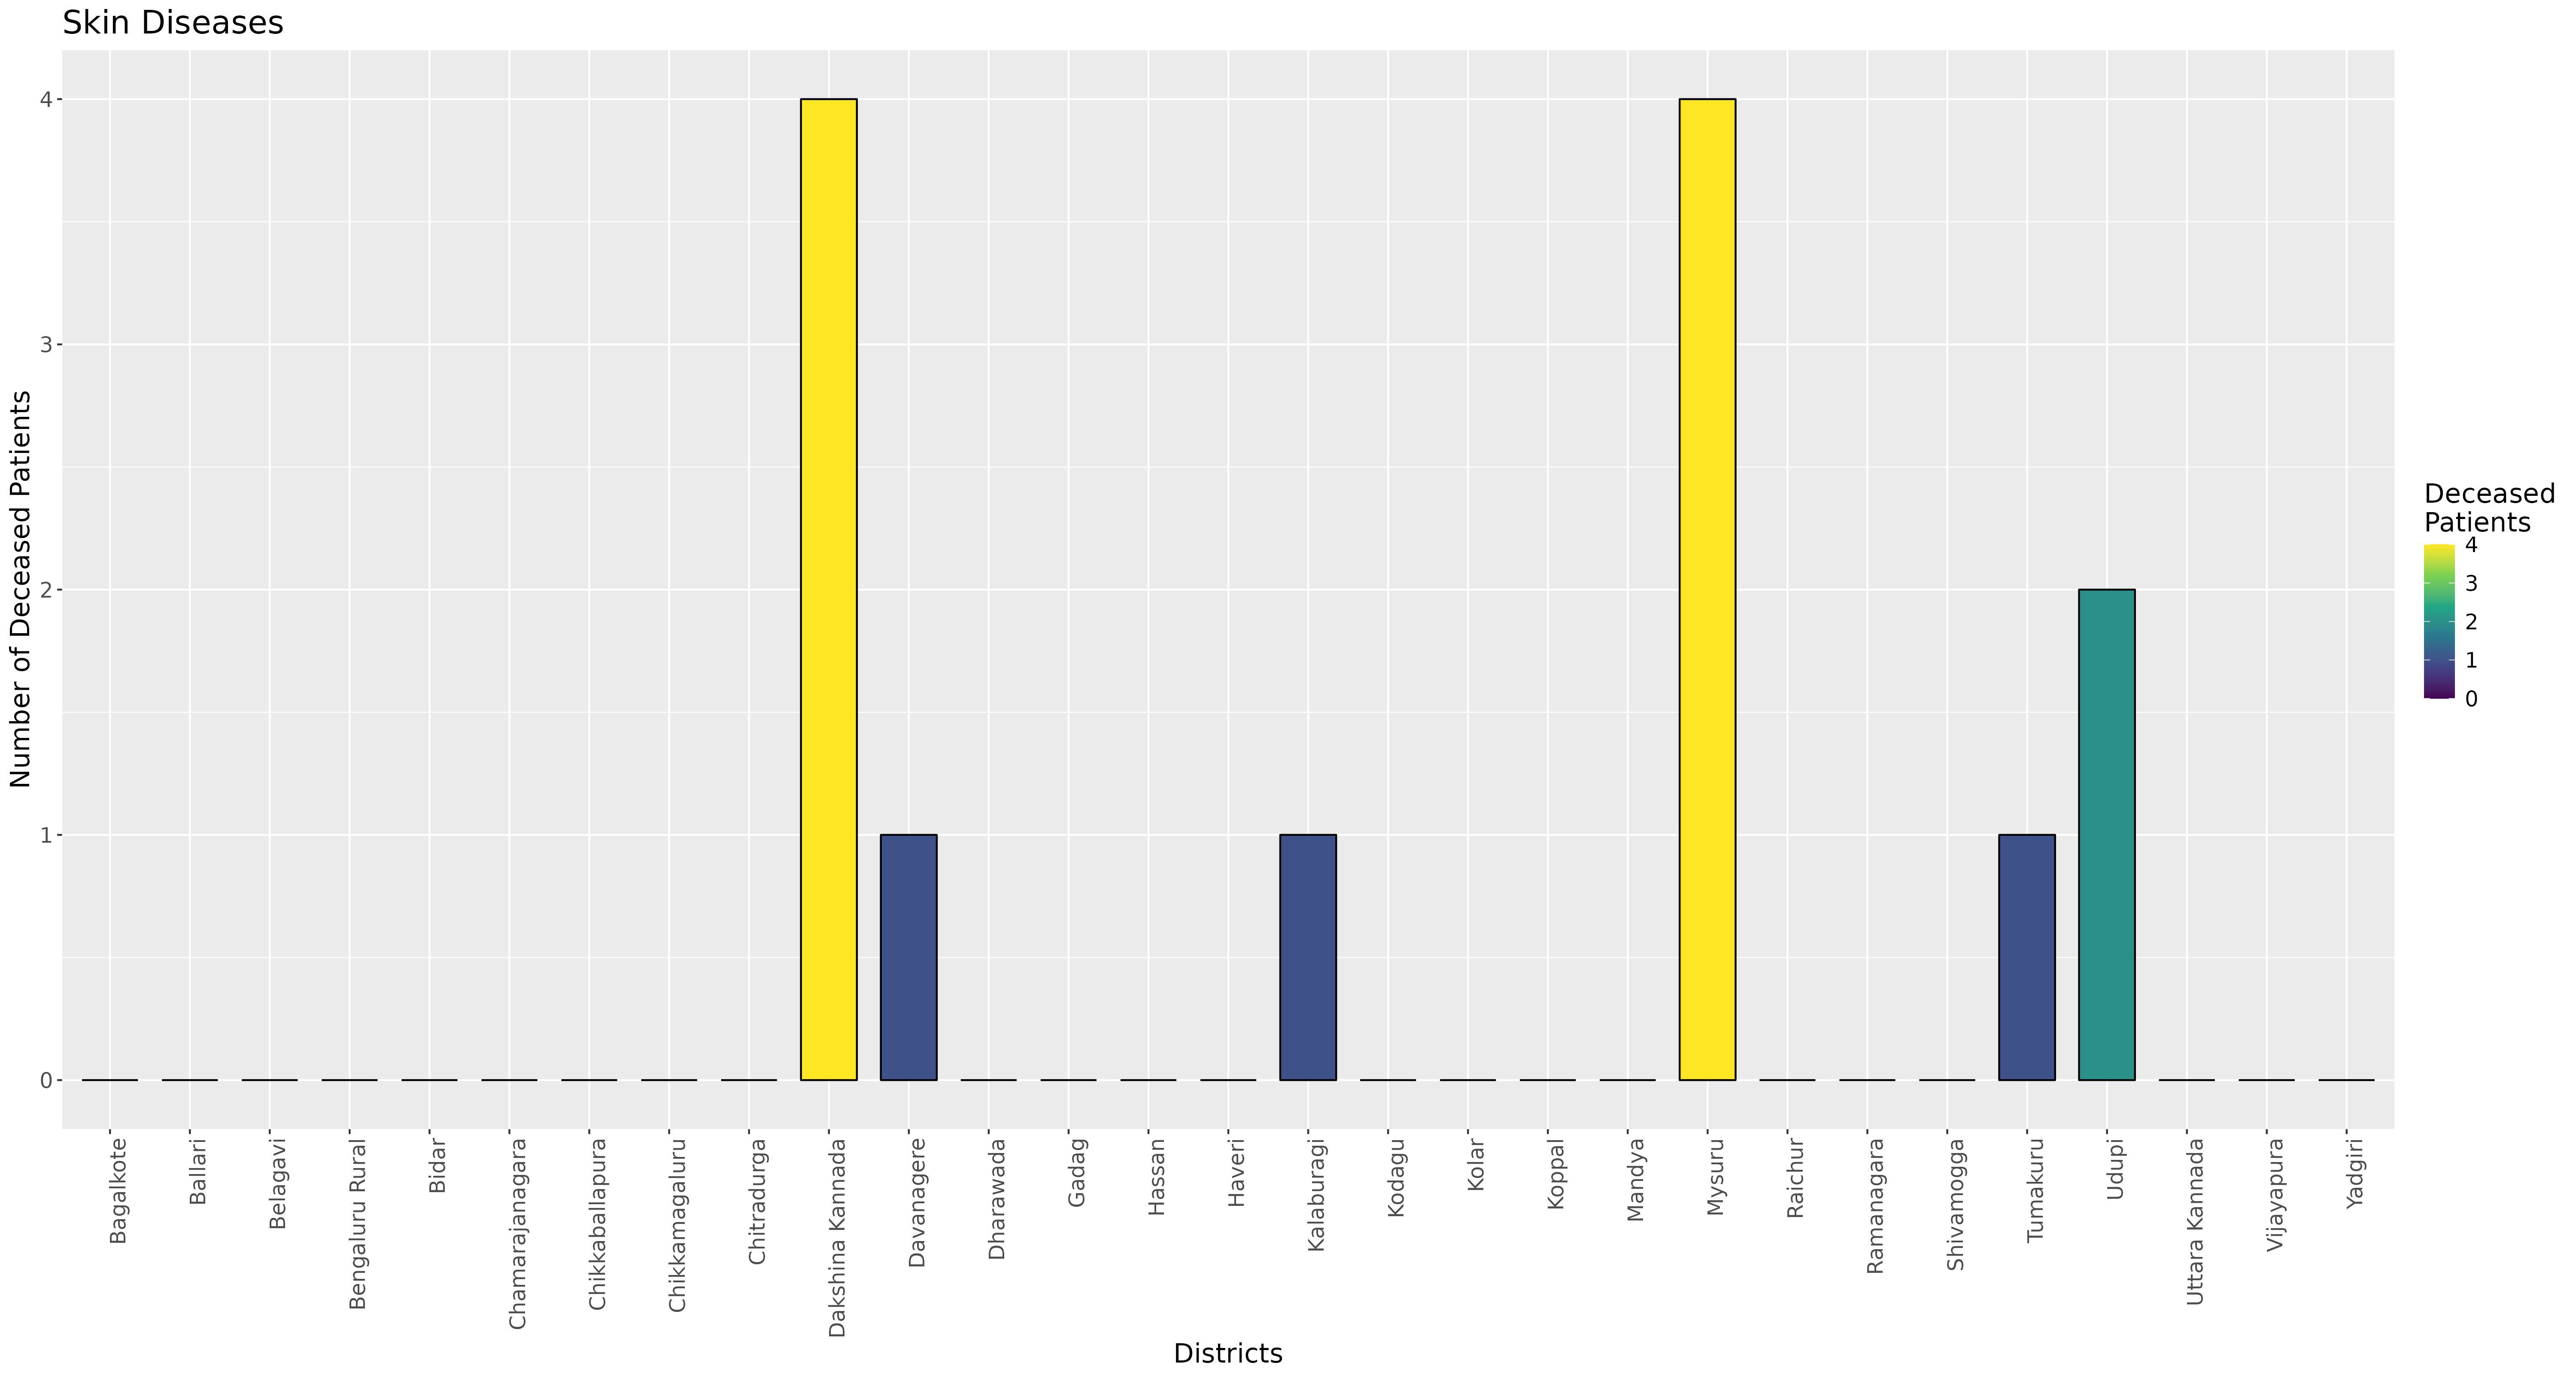 Skin Diseases
Number of Deceased Patients
4
3
2
1
0
Bagalkote
Ballari
Belagavi
Bengaluru Rural
Bidar
Chamarajanagara
Chikkaballapura
Chikkamagaluru
Chitradurga
Dakshina Kannada
Davanagere
Dharawada
Gadag
Hassan
Haveri
Kalaburagi
Kodagu
Kolar
Koppal
Mandya
Mysuru
Raichur
Ramanagara
Shivamogga
Tumakuru
Udupi
Uttara Kannada
Vijayapura
Yadgiri
Districts
Deceased
Patients
4
3
2
1
0